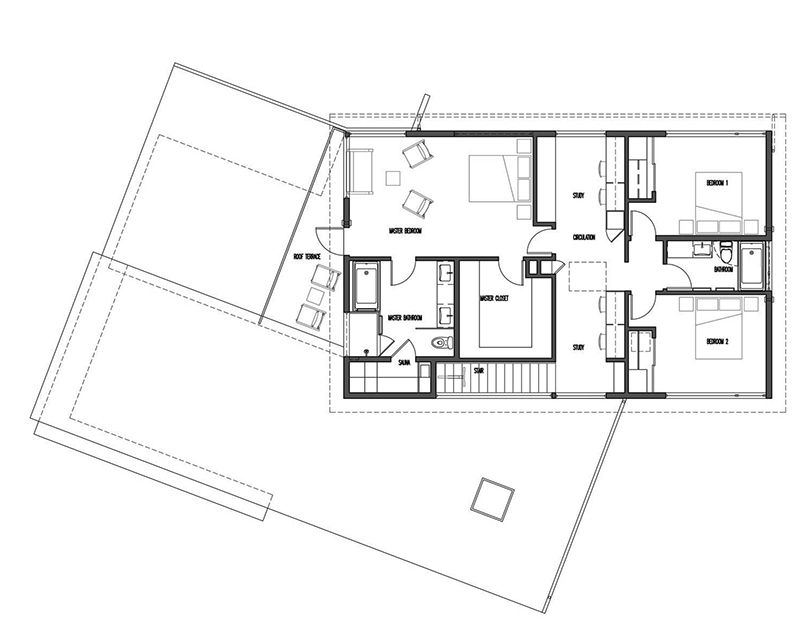 BEDROOM 1
STUDY
MASTER BEDROOM
CIRCULATION
ROOF TERRACE
BATHROOM
MASTER CLOSET
MASTER BATHROOM
BEDROOM 2
STUDY
SAUNA
STAIR